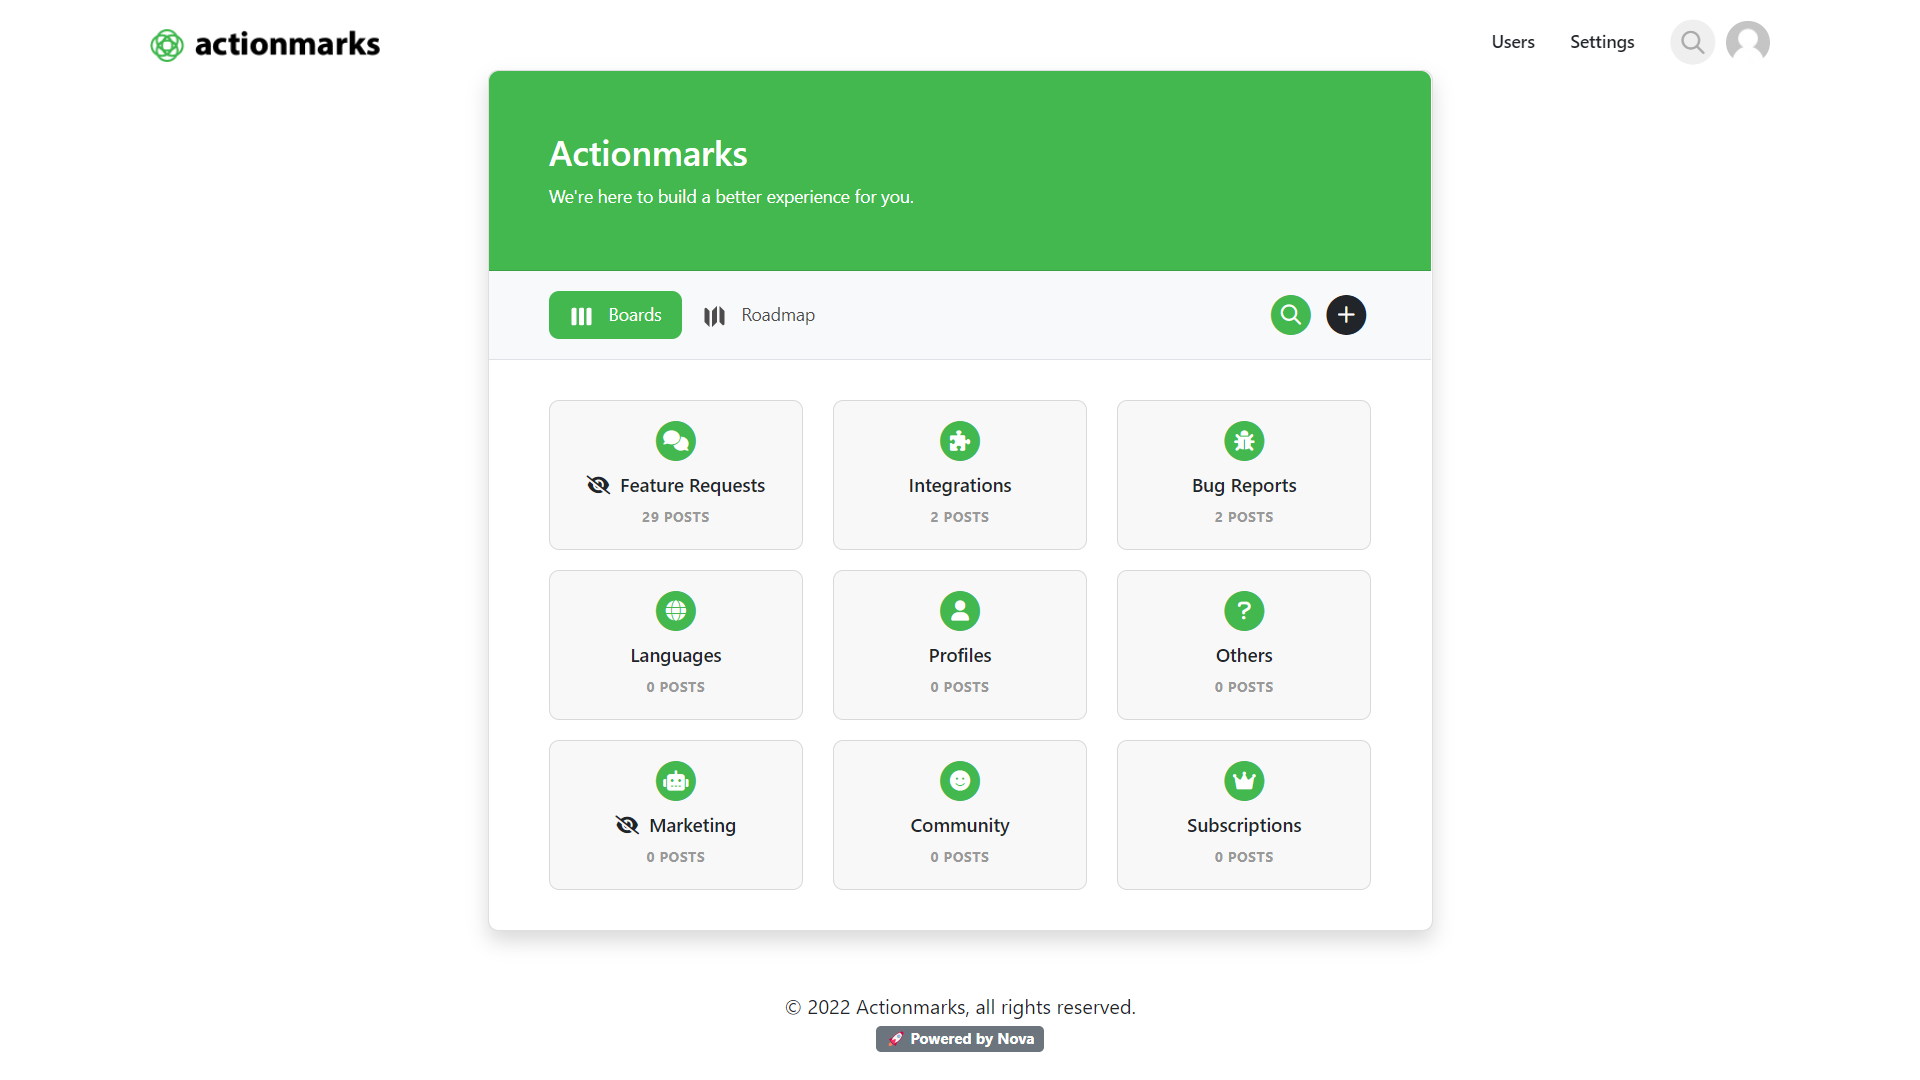 actionmarks
Users
Settings
Actionmarks
We're here to build a better experience for you.
Boards
Roadmap
Feature Requests
29 POSTS
Integrations
2 POSTS
Bug Reports
2 POSTS
Languages
0 POSTS
Profiles
0 POSTS
Others
0 POSTS
Marketing
0 POSTS
Community
0 POSTS
Subscriptions
0 POSTS
© 2022 Actionmarks, all rights reserved.
Powered by Nova